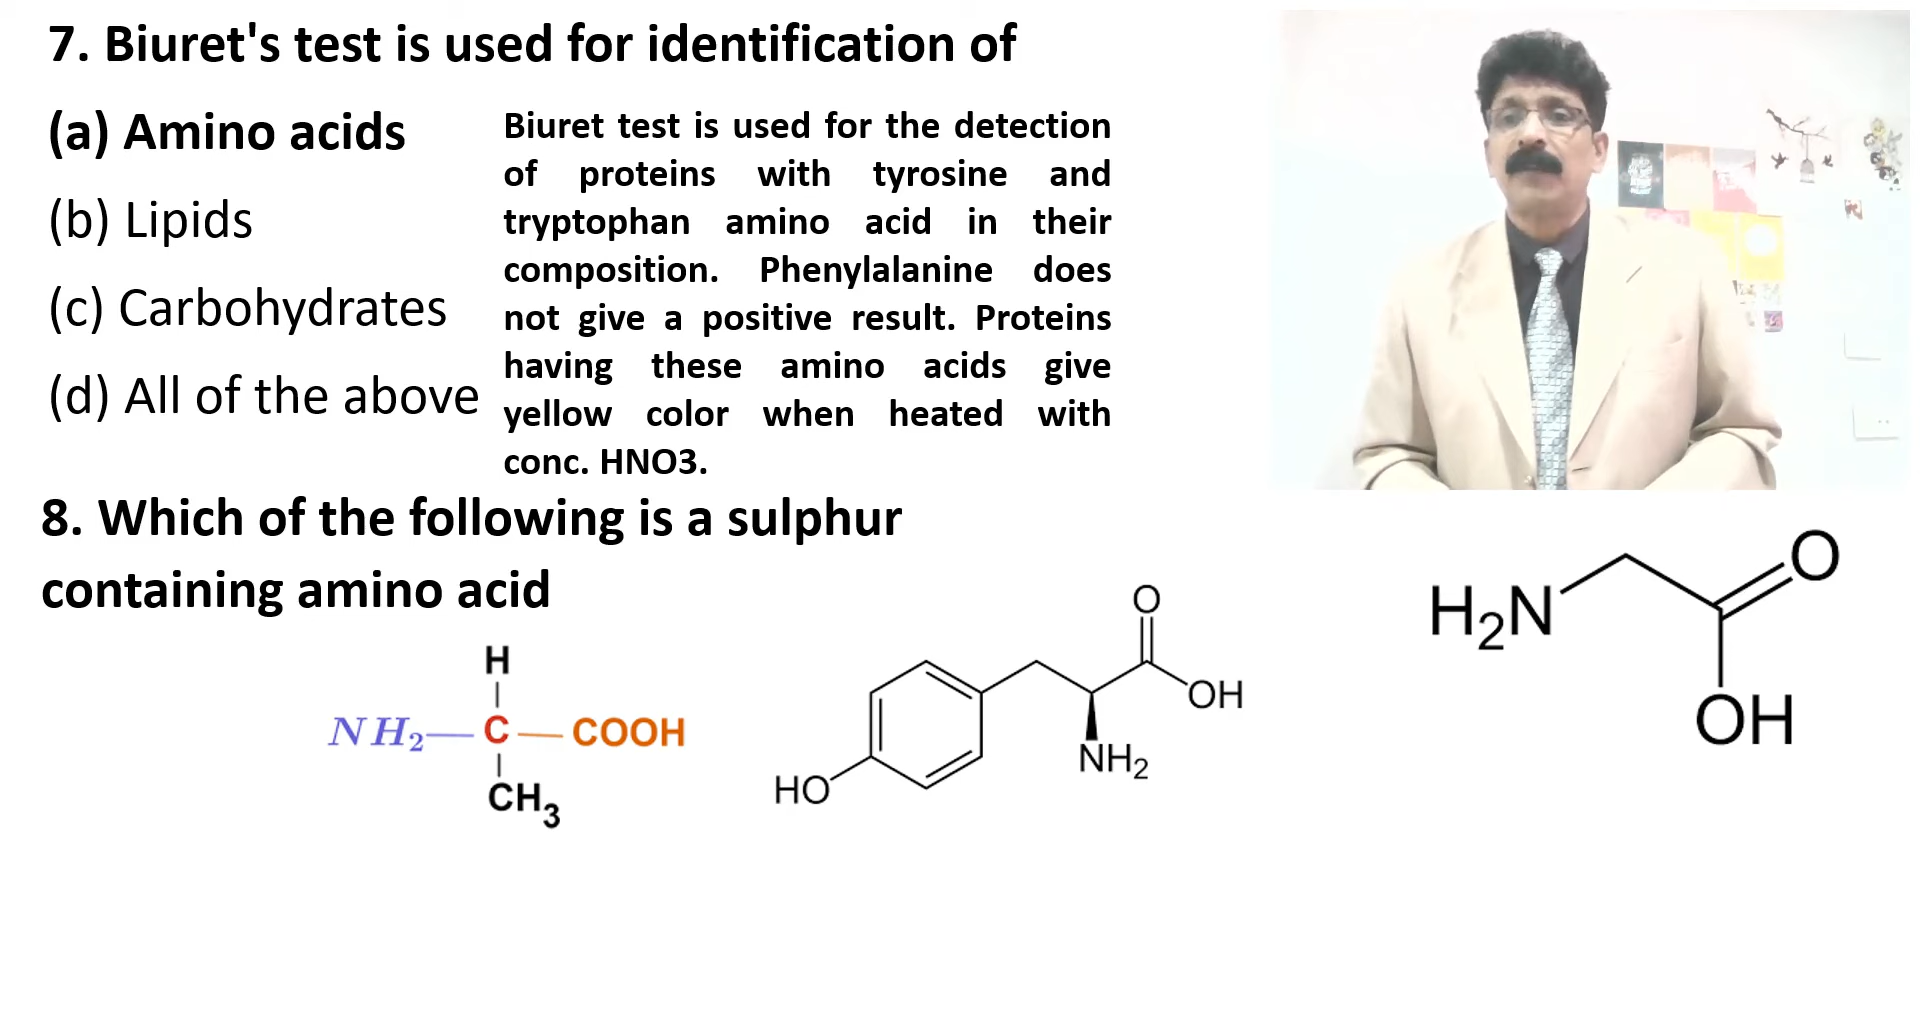 7. Biuret's test is used for identification of
(a) Amino acids
(b) Lipids
(c) Carbohydrates
(d) All of the above
Biuret test is used for the detection
of proteins with tyrosine and
tryptophan amino acid in their
composition. Phenylalanine does
not give a positive result. Proteins
having these amino acids give
yellow color when heated with
conc. HNO3.
8. Which of the following is a sulphur
containing amino acid
H
NH₂ C COOH
CH₃
O
OH
NH₂
HO
O
H₂N
OH